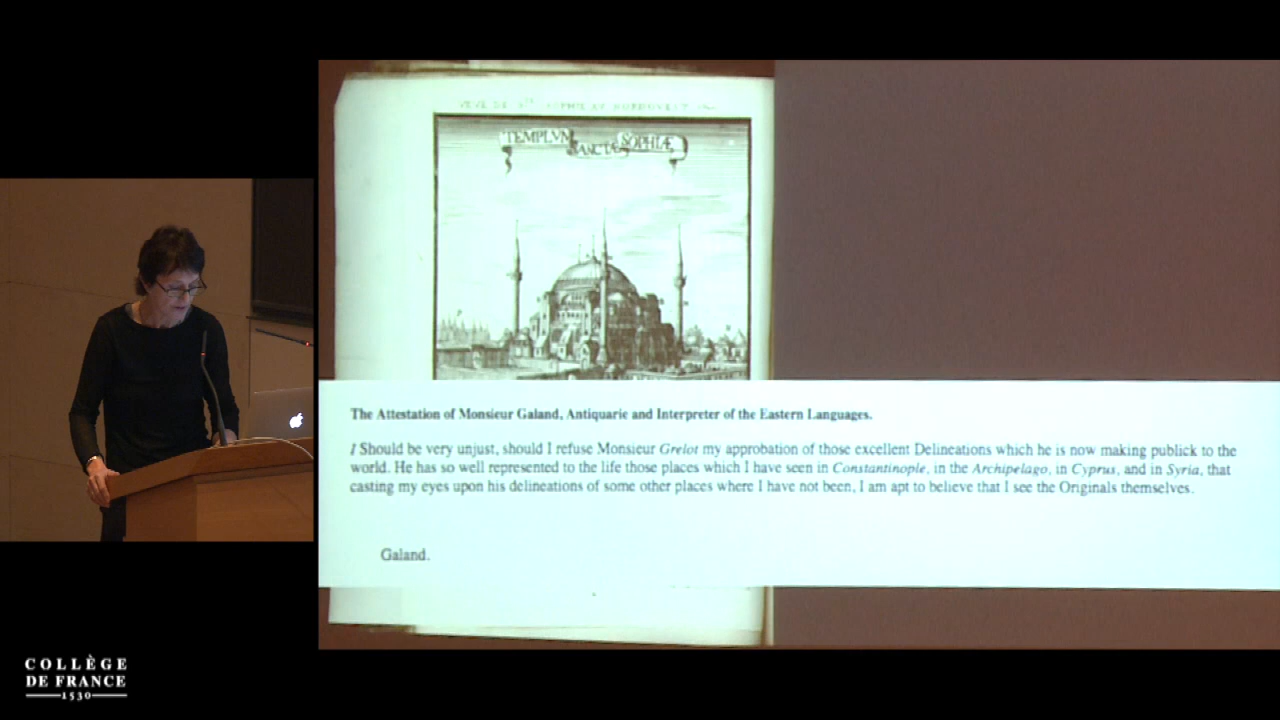 TEMPLVM
SANCTÆ SOPHIÆ
The Attestation of Monsieur Galand, Antiquarie and Interpreter of the Eastern Languages.
I Should be very unjust, should I refuse Monsieur Grelot my approbation of those excellent Delineations which he is now making publick to the
world. He has so well represented to the life those places which I have seen in Constantinople, in the Archipelago, in Cyprus, and in Syria, that
casting my eyes upon his delineations of some other places where I have not been, I am apt to believe that I see the Originals themselves.
Galand.
COLLÈGE
DE FRANCE
1530